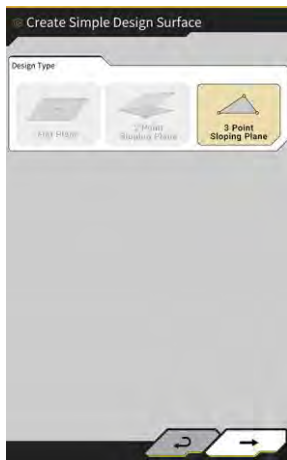 Create Simple Design Surface
Design Type
Flat Plane
2 Point
Sloping Plane
3 Point
Sloping Plane